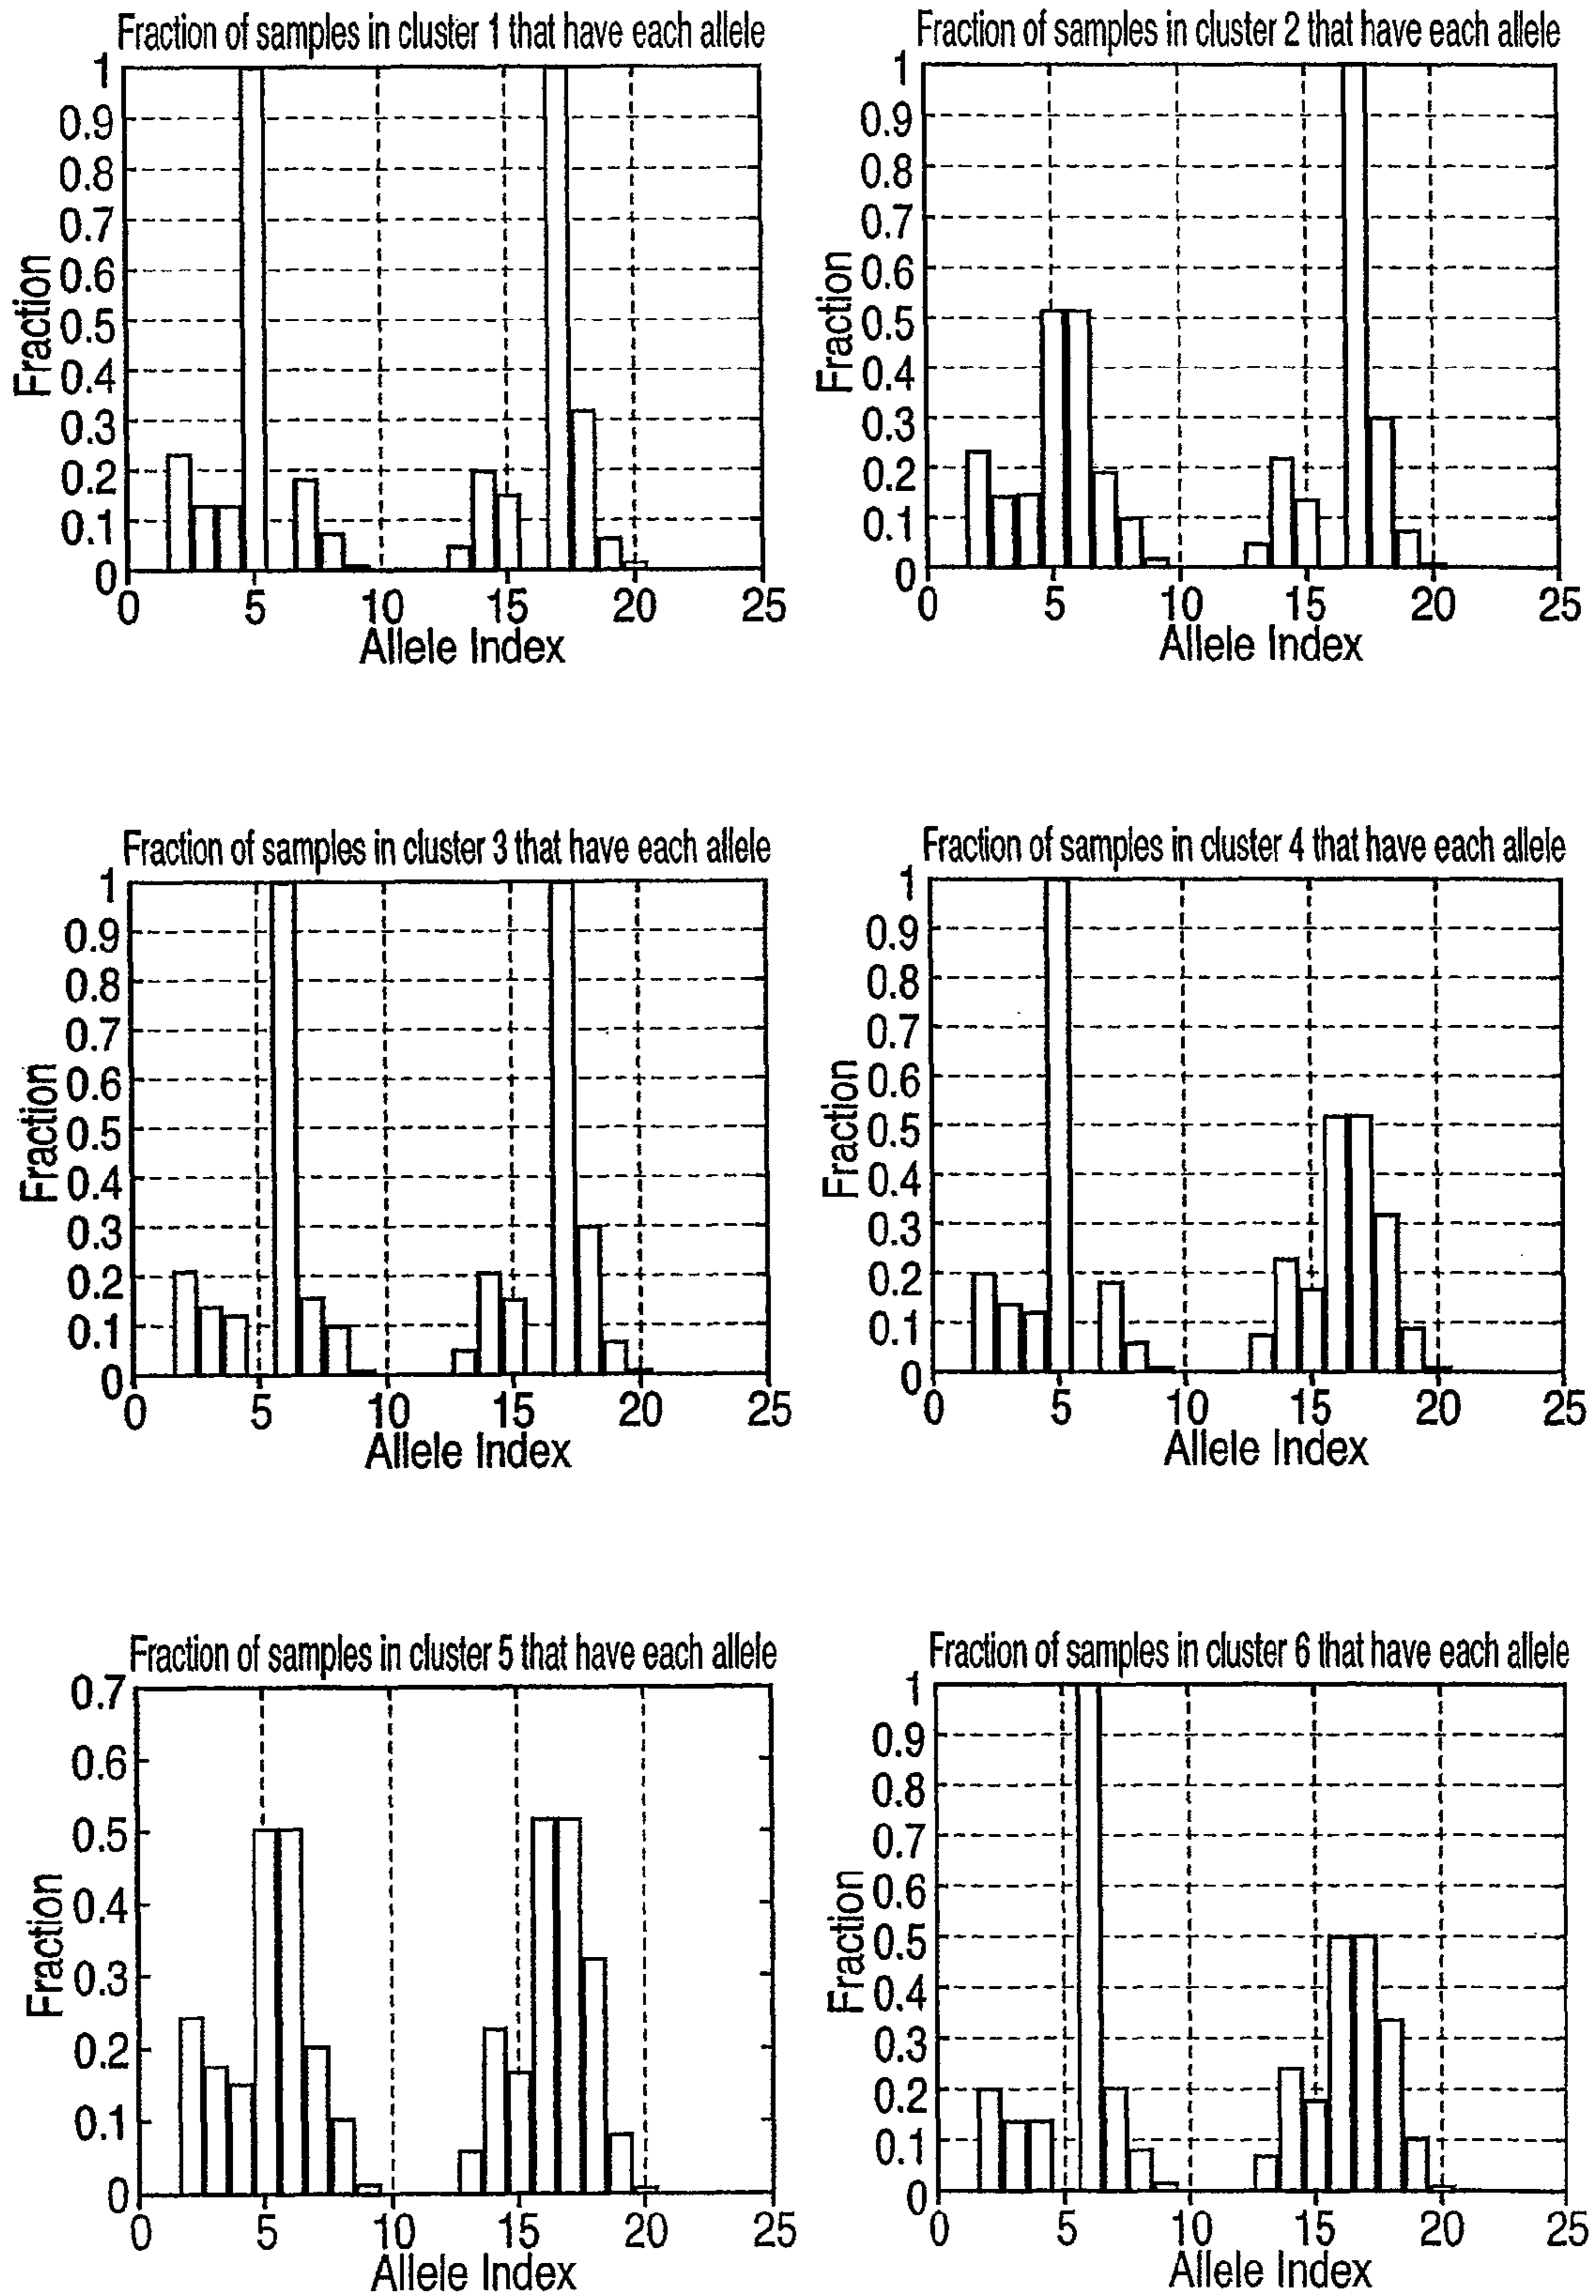 Fraction of samples in cluster 1 that have each allele
1
0.9
0.8
0.7
0.6
0.5
0.4
0.3
0.2
0.1
0
Fraction
0 5 10 15 20 25
Allele Index
Fraction of samples in cluster 2 that have each allele
1
0.9
0.8
0.7
0.6
0.5
0.4
0.3
0.2
0.1
0
Fraction
0 5 10 15 20 25
Allele Index
Fraction of samples in cluster 3 that have each allele
1
0.9
0.8
0.7
0.6
0.5
0.4
0.3
0.2
0.1
0
Fraction
0 5 10 15 20 25
Allele Index
Fraction of samples in cluster 4 that have each allele
1
0.9
0.8
0.7
0.6
0.5
0.4
0.3
0.2
0.1
0
Fraction
0 5 10 15 20 25
Allele Index
Fraction of samples in cluster 5 that have each allele
0.7
0.6
0.5
0.4
0.3
0.2
0.1
0
Fraction
0 5 10 15 20 25
Allele Index
Fraction of samples in cluster 6 that have each allele
1
0.9
0.8
0.7
0.6
0.5
0.4
0.3
0.2
0.1
0
Fraction
0 5 10 15 20 25
Allele Index